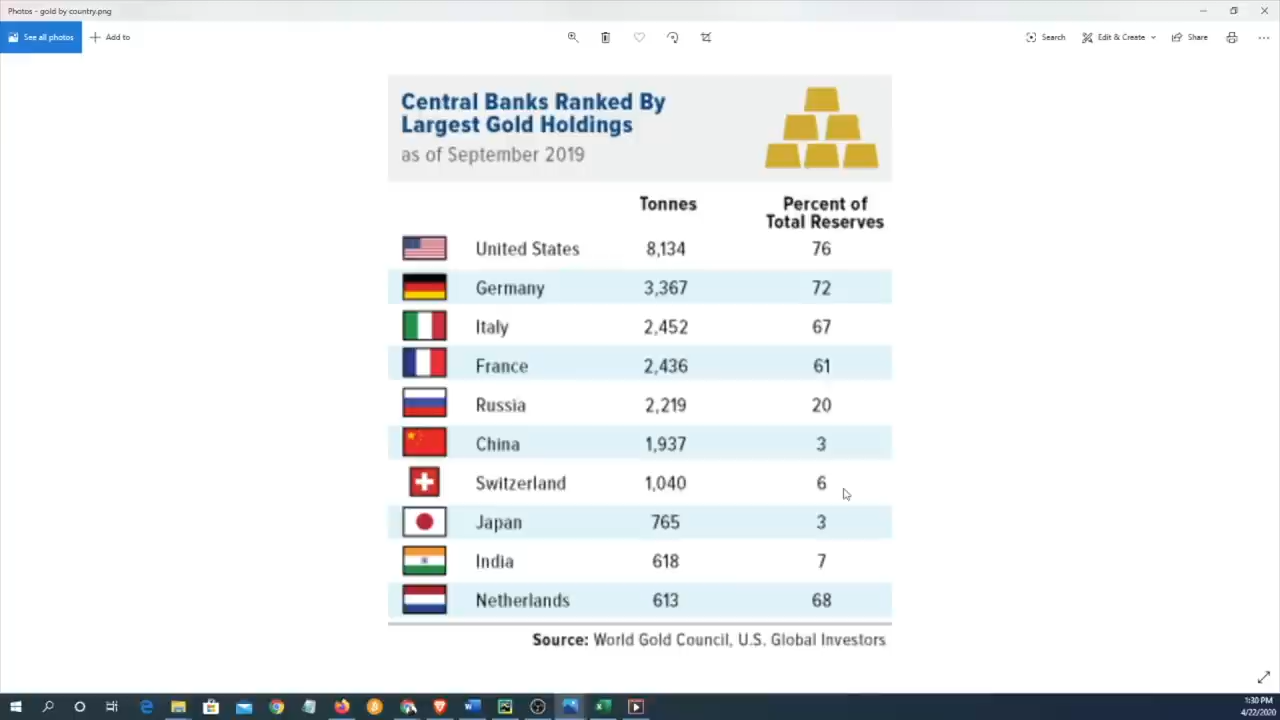 Photos - gold by country.png
See all photos
Add to
Search
Edit & Create
Share
Central Banks Ranked By
Largest Gold Holdings
as of September 2019
Tonnes Percent of
Total Reserves
United States 8,134 76
Germany 3,367 72
Italy 2,452 67
France 2,436 61
Russia 2,219 20
China 1,937 3
Switzerland 1,040 6
Japan 765 3
India 618 7
Netherlands 613 68
Source: World Gold Council, U.S. Global Investors
1:30 PM
4/22/2020